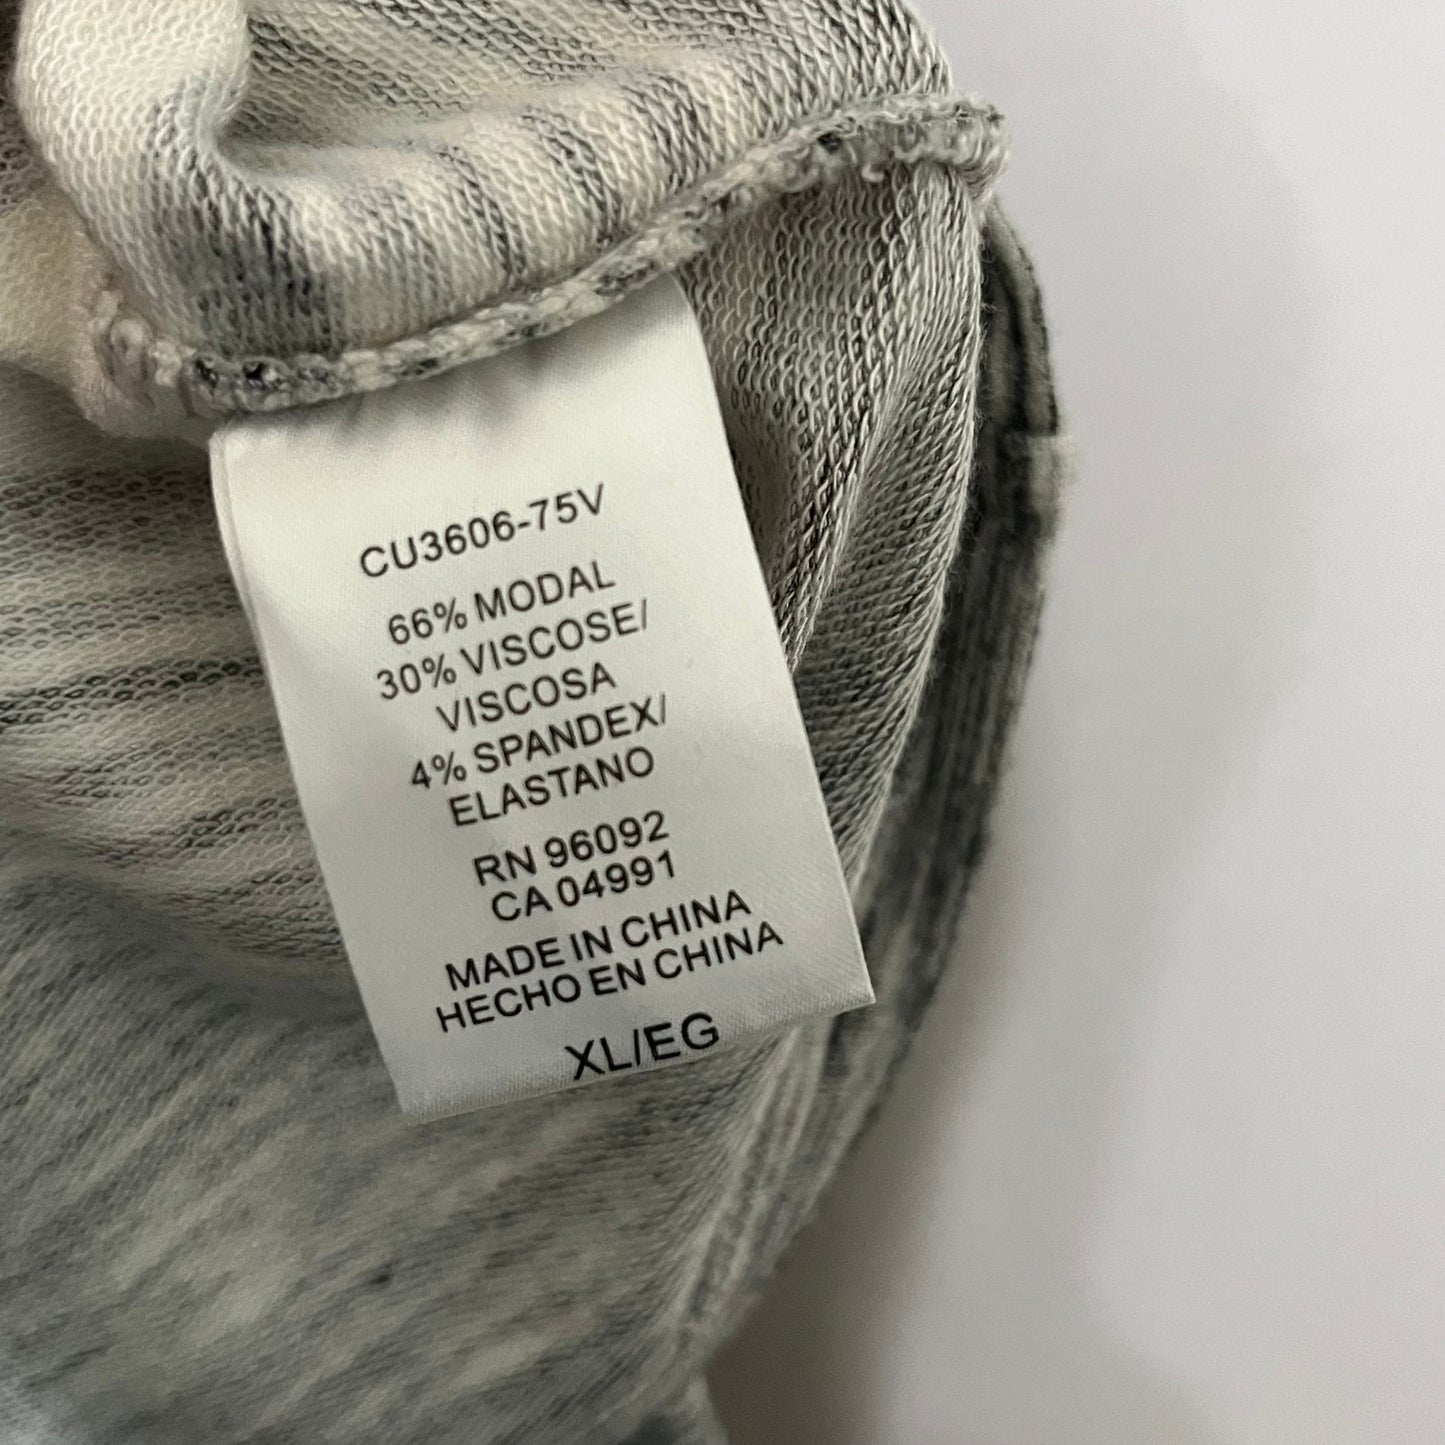 CU3606-75V
66% MODAL
30% VISCOSE/
VISCOSA
4% SPANDEX/
ELASTANO
RN 96092
CA 04991
MADE IN CHINA
HECHO EN CHINA
XL/EG